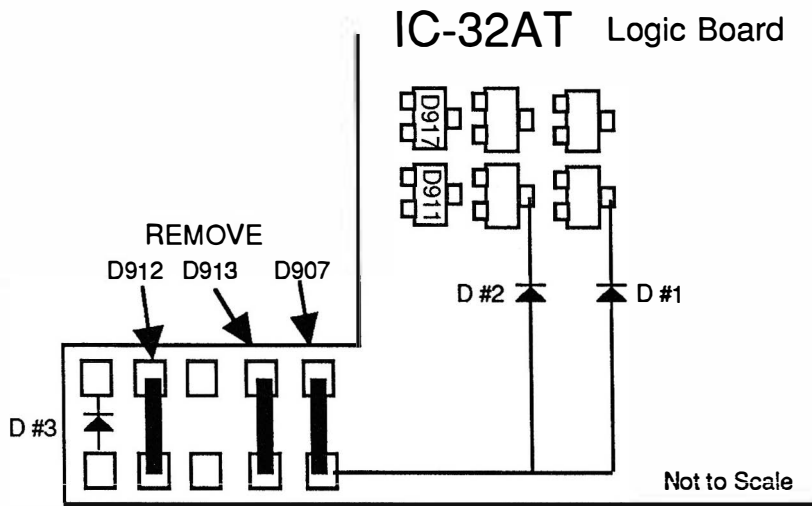 IC-32AT Logic Board
D917
D911
REMOVE
D912 D913 D907
D #2
D #1
D #3
Not to Scale